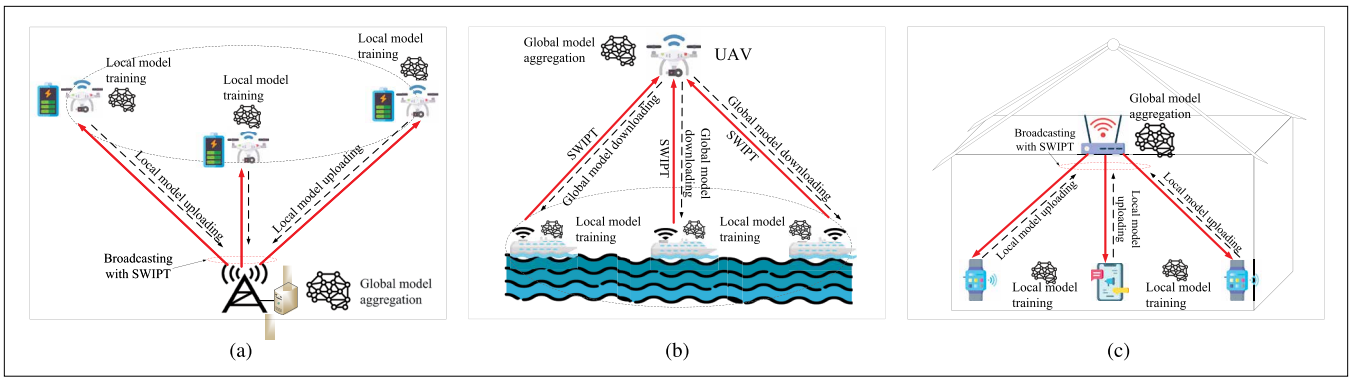 Local model
training
Local model
training
Local model
training
Local model uploading
Local model uploading
Broadcasting
with SWIPT
Global model
aggregation
(a)
Global model
aggregation
UAV
SWIPT
Global model downloading
SWIPT
Global model
downloading
Global model downloading
SWIPT
Local model
training
Local model
training
(b)
Global model
aggregation
Broadcasting
with SWIPT
Local model uploading
Local model
uploading
Local model uploading
Local model
training
Local model
training
(c)